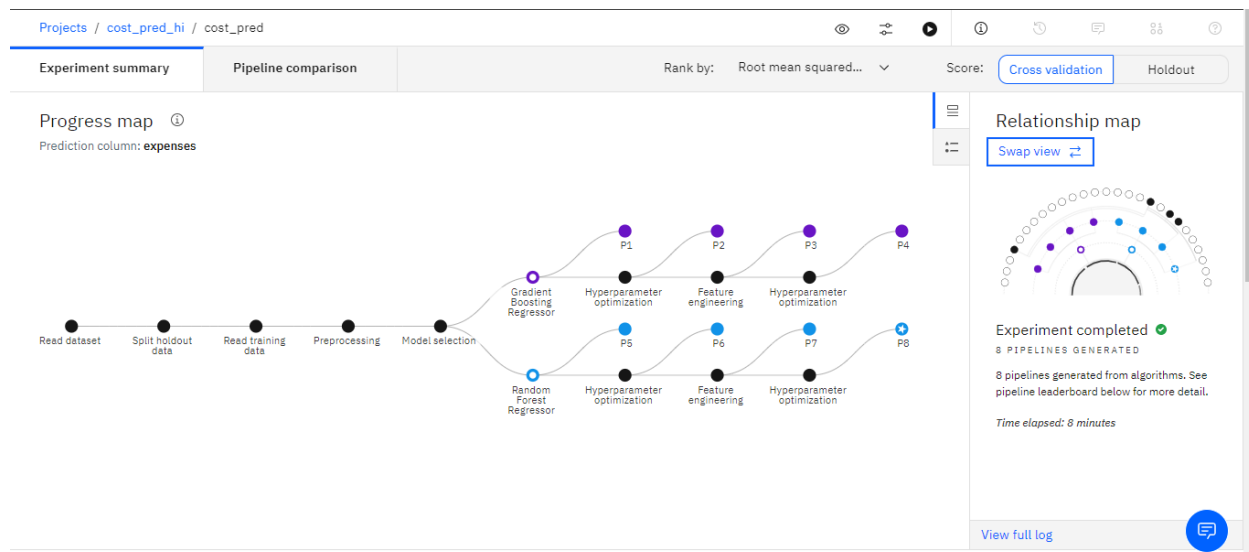 Projects / cost_pred_hi / cost_pred
Experiment summary
Pipeline comparison
Rank by: Root mean squared...
Score: Cross validation Holdout
Progress map
Prediction column: expenses
Relationship map
Swap view
P1 P2 P3 P4
Gradient
Boosting
Regressor
Hyperparameter
optimization
Feature
engineering
Hyperparameter
optimization
Read dataset
Split holdout
data
Read training
data
Preprocessing
Model selection
P5 P6 P7 P8
Random
Forest
Regressor
Hyperparameter
optimization
Feature
engineering
Hyperparameter
optimization
Experiment completed
8 PIPELINES GENERATED
8 pipelines generated from algorithms. See
pipeline leaderboard below for more detail.
Time elapsed: 8 minutes
View full log